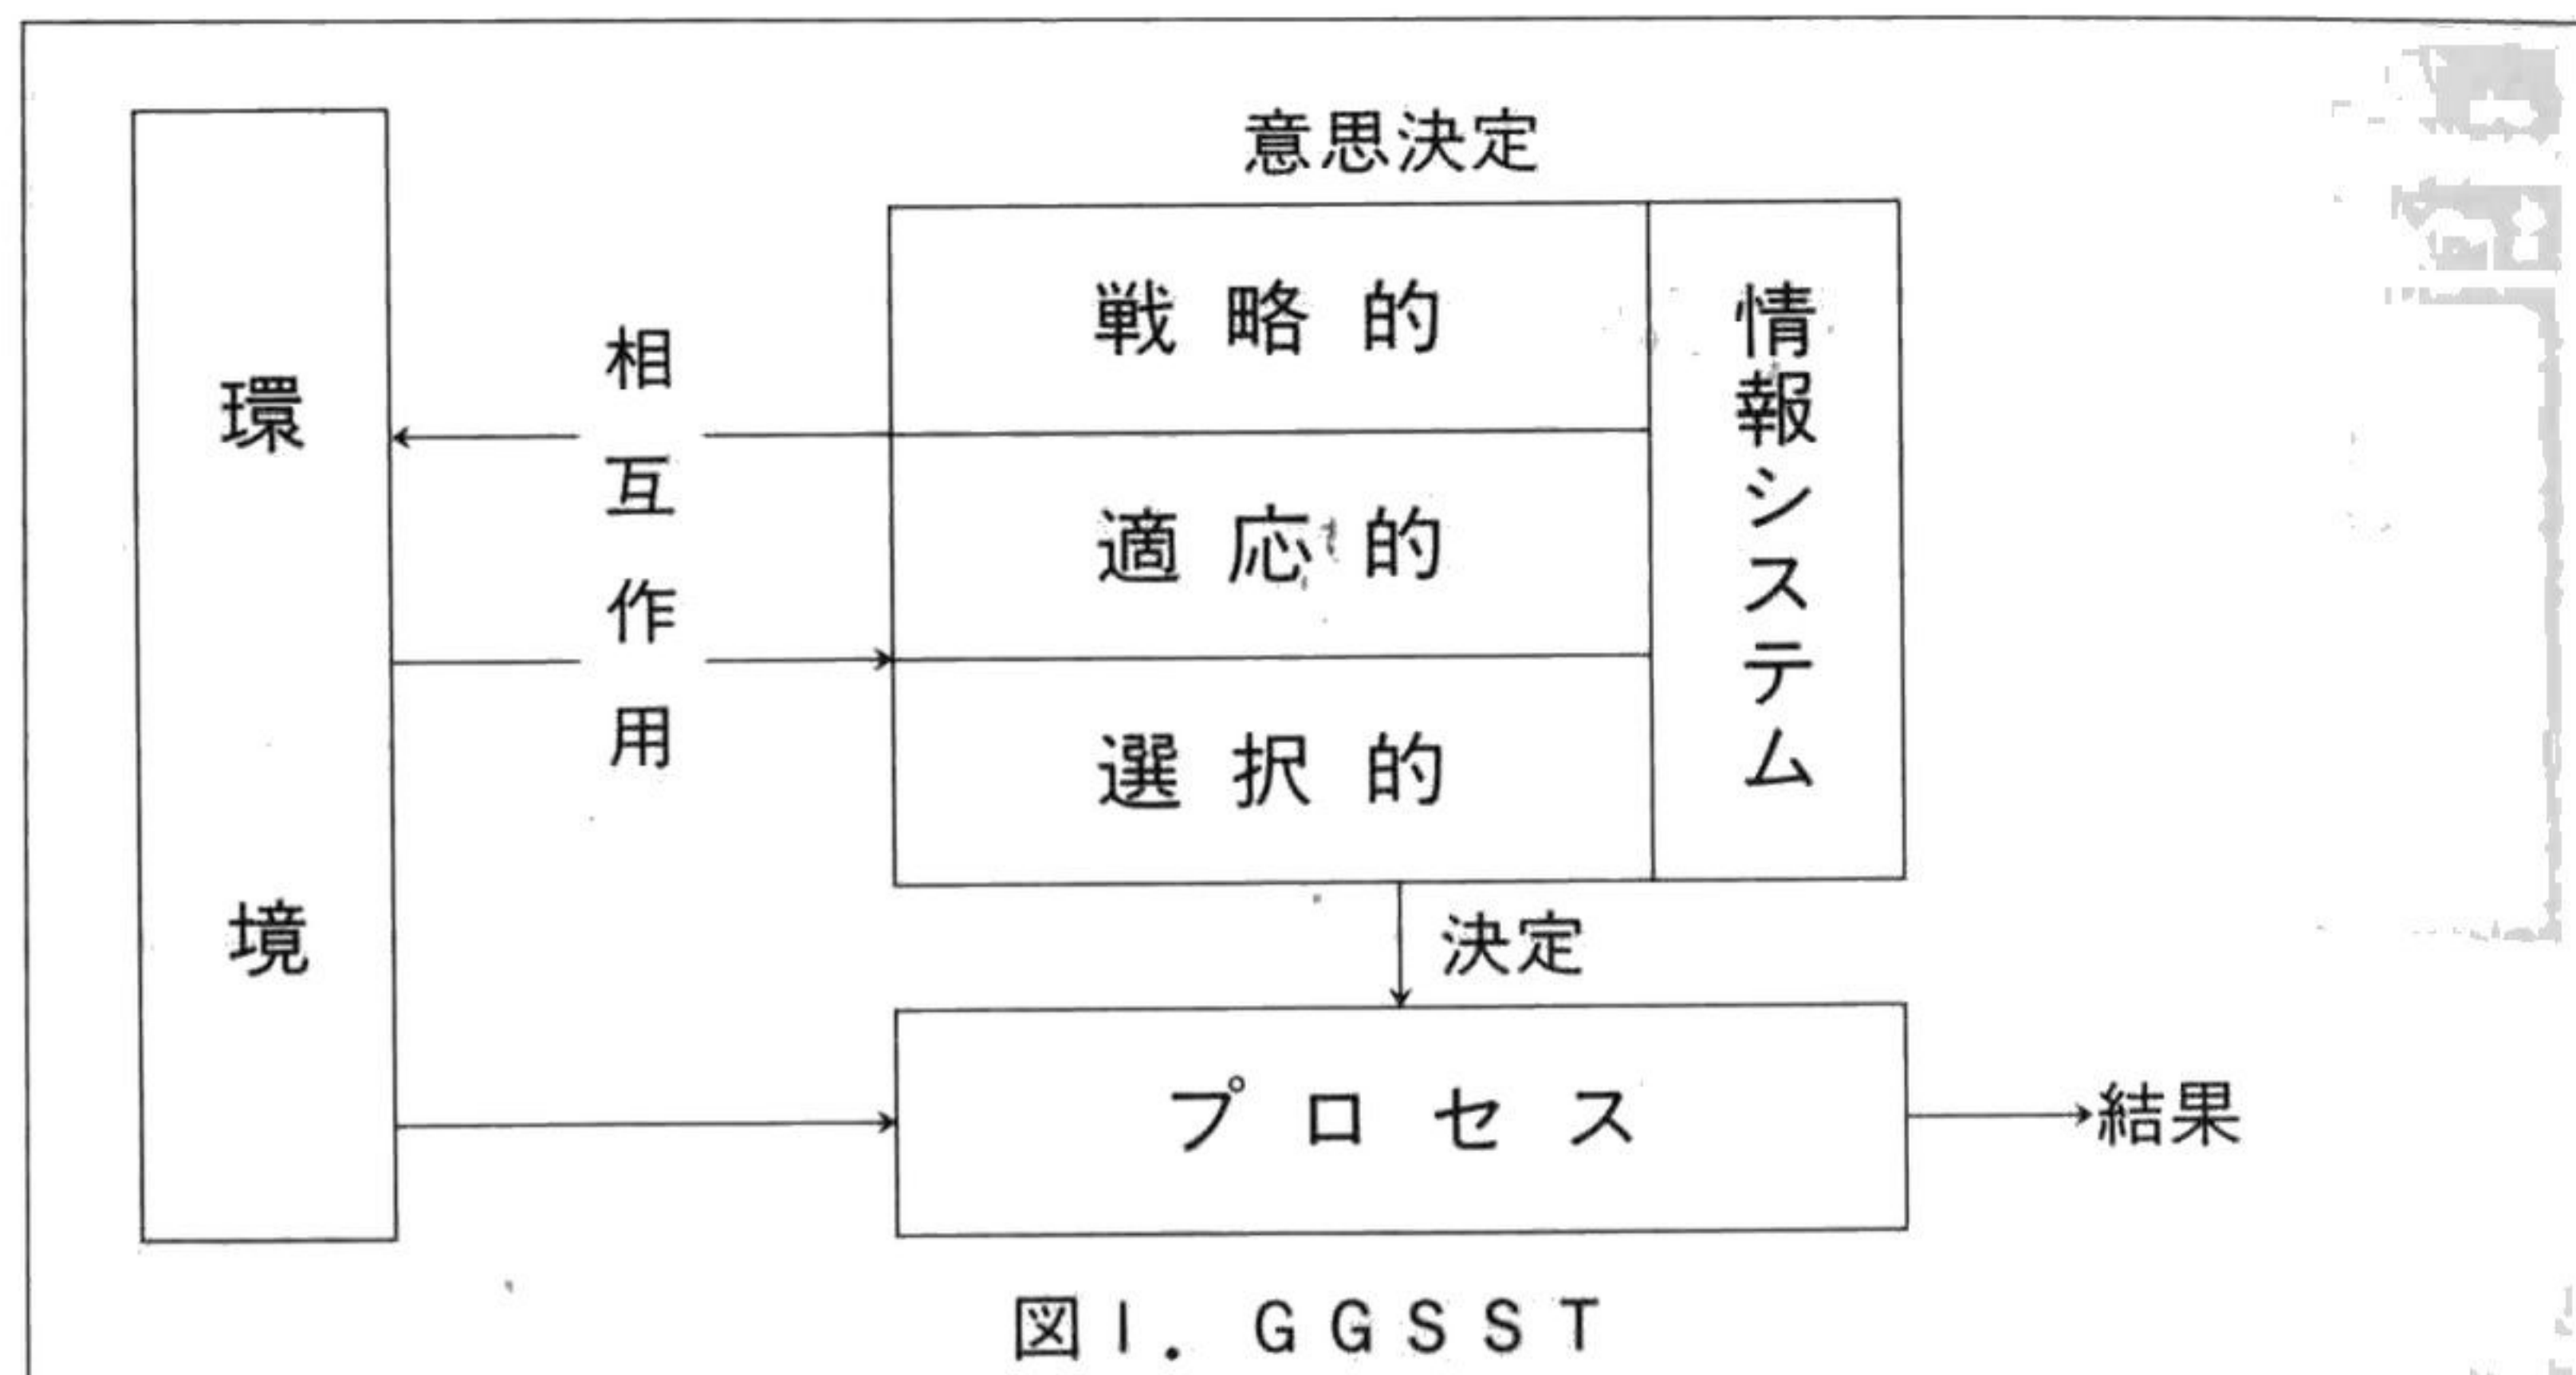 意思決定
環境
相互作用
戦略的
適応的
選択的
情報システム
決定
プロセス
結果
図1. GGSST